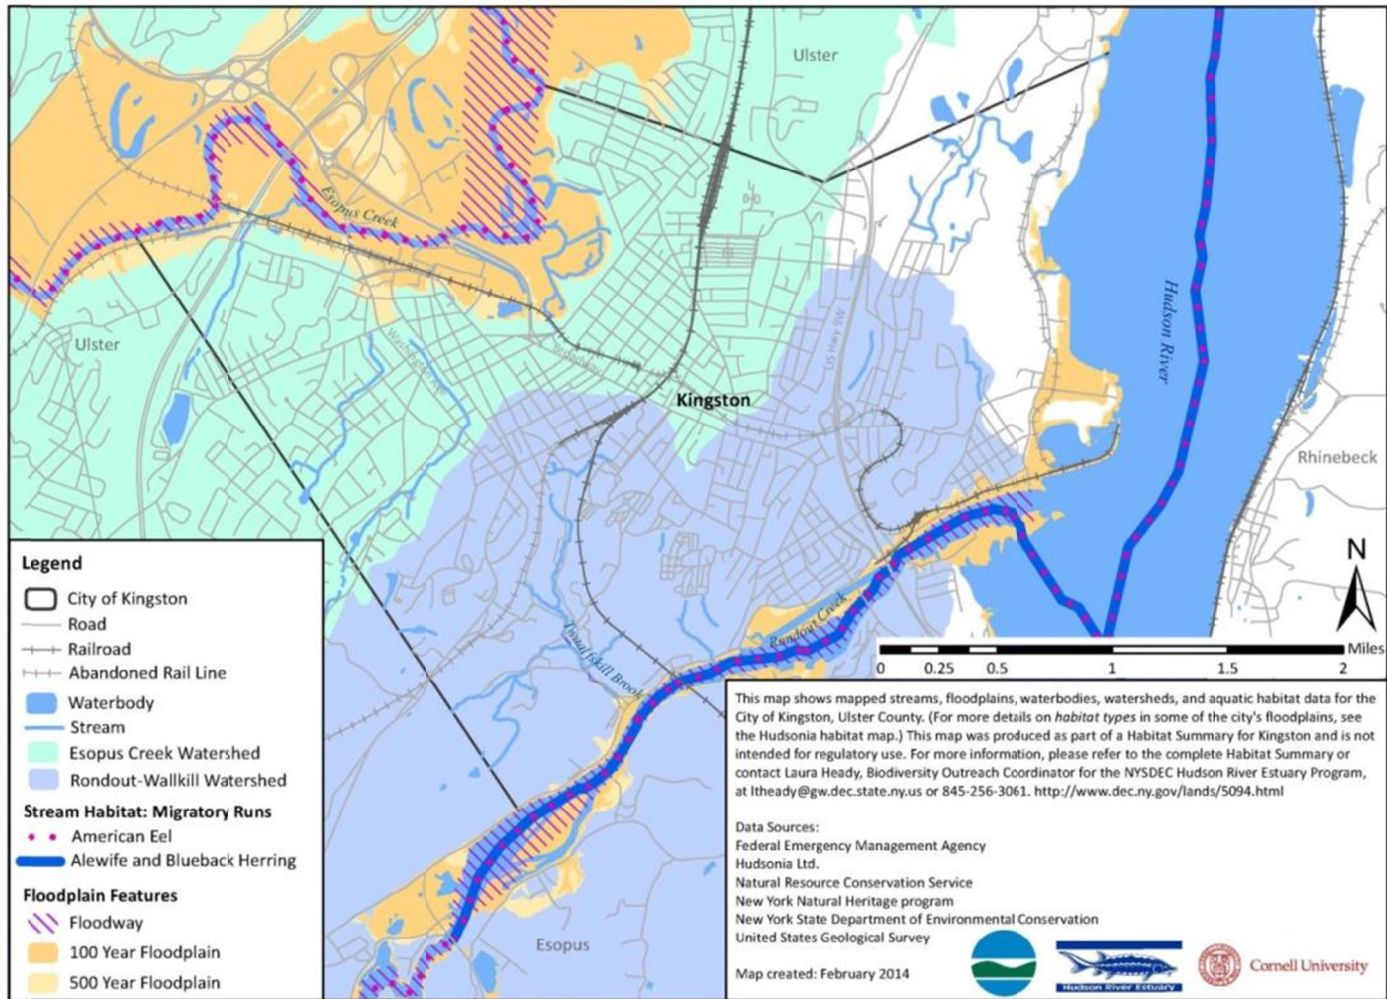 Ulster
Esopus Creek
Hudson River
Ulster
US Hwy 9W
Washington Ave
Broadway
Kingston
Rhinebeck
Rundout Creek
Twaalfskill Brook
Esopus
N
0 0.25 0.5 1 1.5 2 Miles
Legend
City of Kingston
Road
Railroad
Abandoned Rail Line
Waterbody
Stream
Esopus Creek Watershed
Rondout-Wallkill Watershed
Stream Habitat: Migratory Runs
American Eel
Alewife and Blueback Herring
Floodplain Features
Floodway
100 Year Floodplain
500 Year Floodplain
This map shows mapped streams, floodplains, waterbodies, watersheds, and aquatic habitat data for the
City of Kingston, Ulster County. (For more details on habitat types in some of the city's floodplains, see
the Hudsonia habitat map.) This map was produced as part of a Habitat Summary for Kingston and is not
intended for regulatory use. For more information, please refer to the complete Habitat Summary or
contact Laura Heady, Biodiversity Outreach Coordinator for the NYSDEC Hudson River Estuary Program,
at ltheady@gw.dec.state.ny.us or 845-256-3061. http://www.dec.ny.gov/lands/5094.html
Data Sources:
Federal Emergency Management Agency
Hudsonia Ltd.
Natural Resource Conservation Service
New York Natural Heritage program
New York State Department of Environmental Conservation
United States Geological Survey
Map created: February 2014
Hudson River Estuary
Cornell University